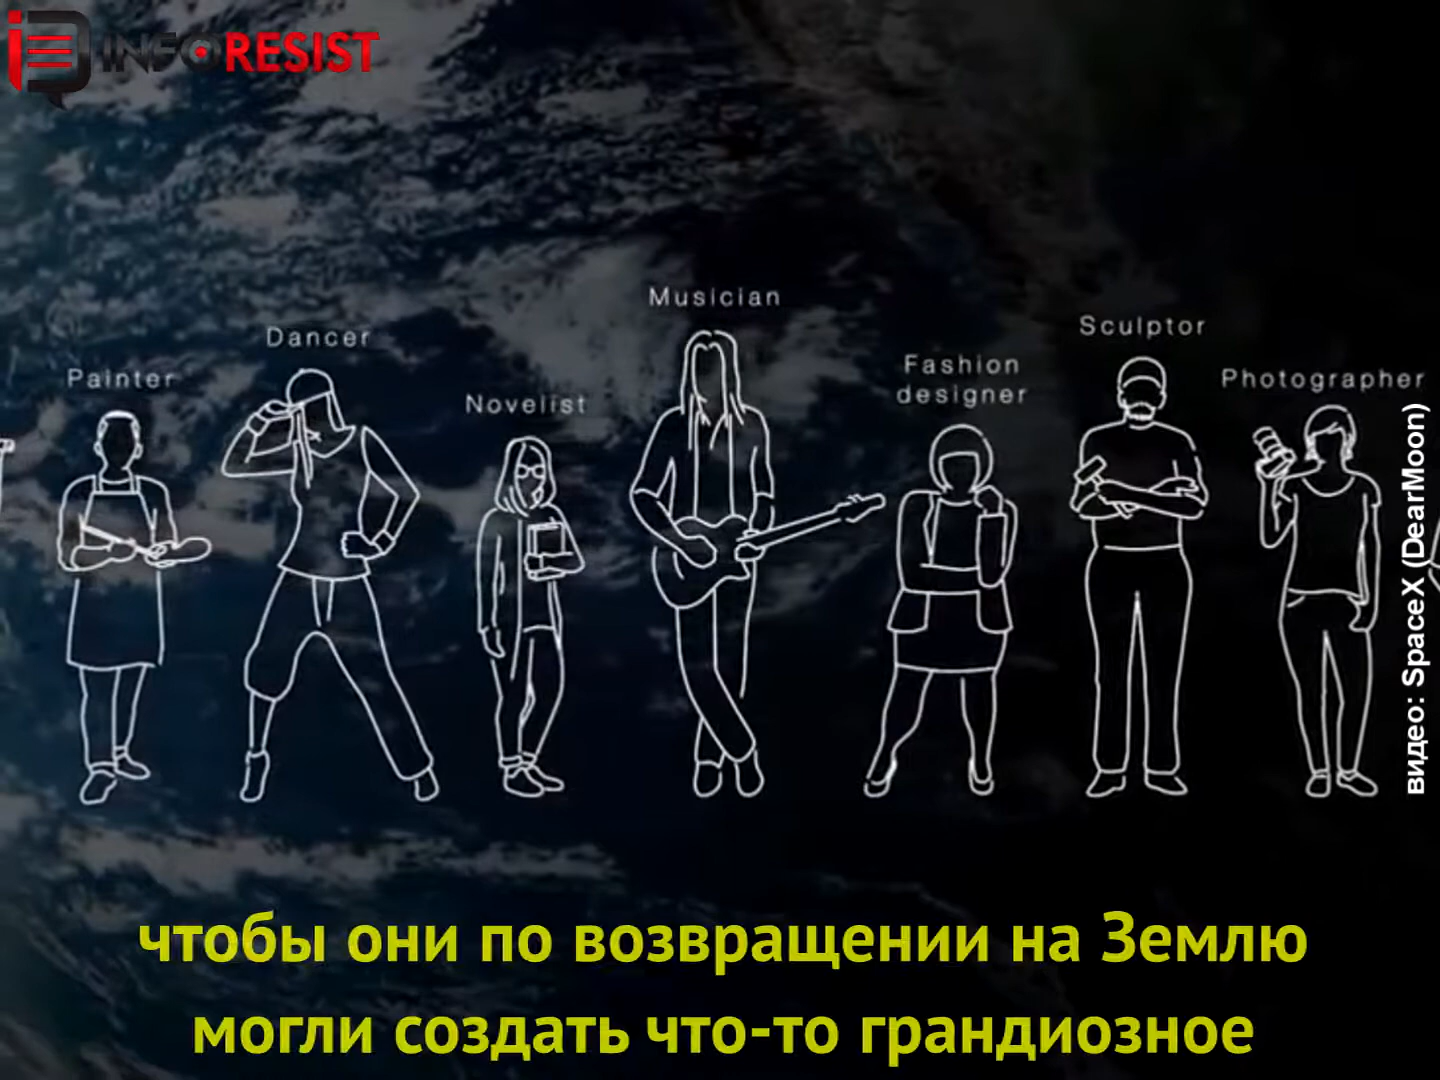 INFORESIST
Musician
Sculptor
Dancer
Fashion
designer
Painter
Photographer
Novelist
видео: SpaceX (DearMoon)
чтобы они по возвращении на Землю
могли создать что-то грандиозное